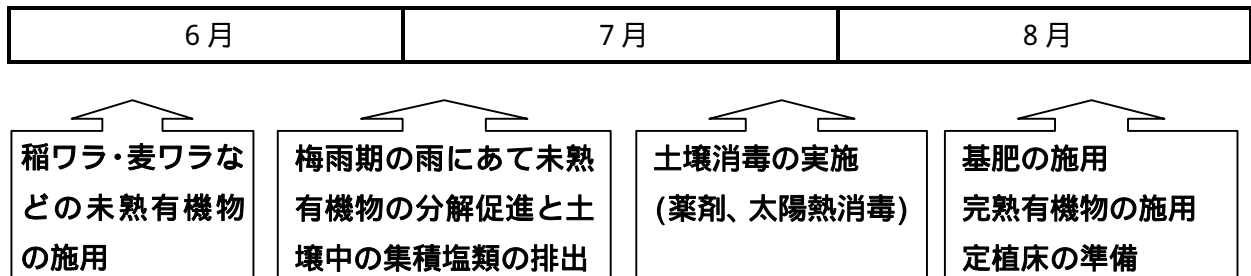 6月
7月
8月
稲ワラ・麦ワラな
どの未熟有機物
の施用
梅雨期の雨にあて未熟
有機物の分解促進と土
壌中の集積塩類の排出
土壌消毒の実施
(薬剤、太陽熱消毒)
基肥の施用
完熟有機物の施用
定植床の準備